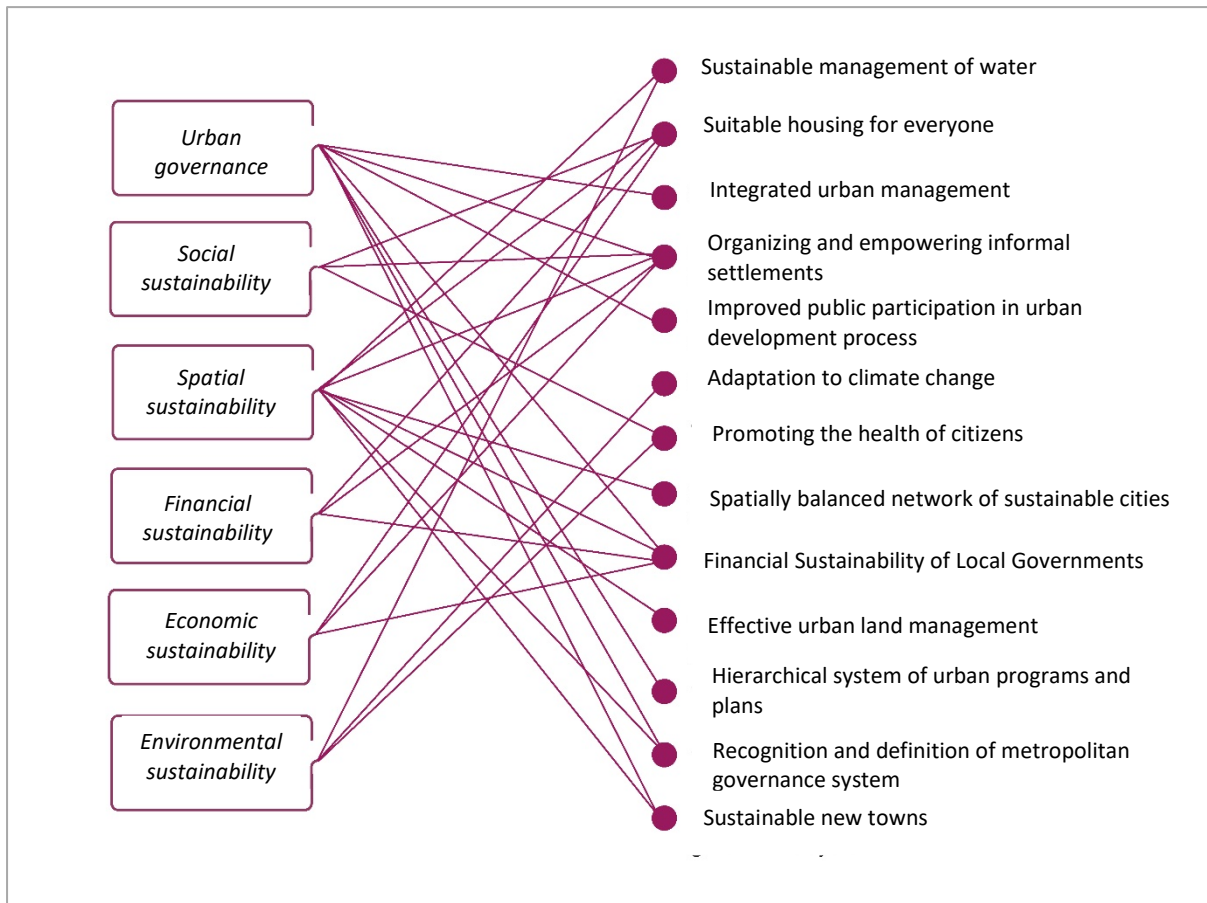 Urban
governance
Social
sustainability
Spatial
sustainability
Financial
sustainability
Economic
sustainability
Environmental
sustainability
Sustainable management of water
Suitable housing for everyone
Integrated urban management
Organizing and empowering informal
settlements
Improved public participation in urban
development process
Adaptation to climate change
Promoting the health of citizens
Spatially balanced network of sustainable cities
Financial Sustainability of Local Governments
Effective urban land management
Hierarchical system of urban programs and
plans
Recognition and definition of metropolitan
governance system
Sustainable new towns